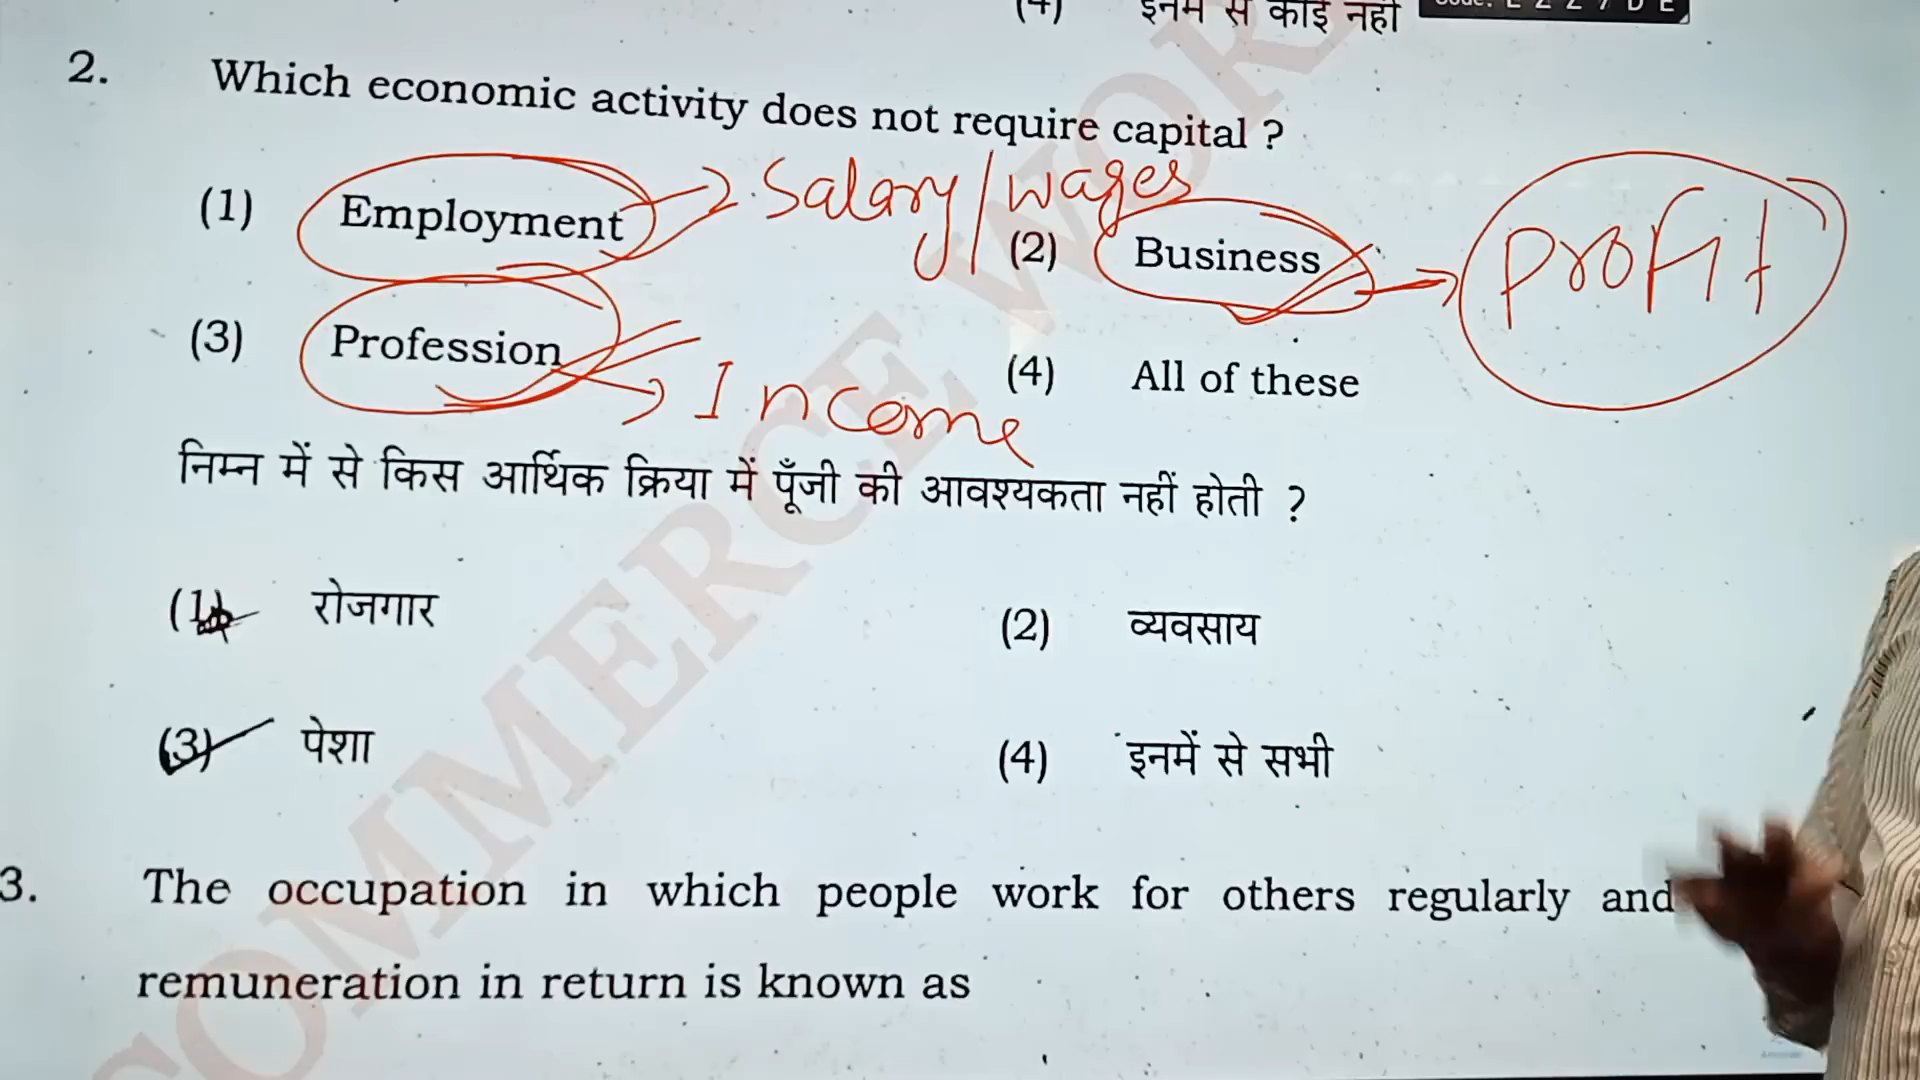 (4) इनमें से कोई नहीं
2. Which economic activity does not require capital ?
(1) Employment → Salary/wages
(2) Business → profit
(3) Profession → Income
(4) All of these
निम्न में से किस आर्थिक क्रिया में पूँजी की आवश्यकता नहीं होती ?
(1) रोजगार
(2) व्यवसाय
(3) पेशा
(4) इनमें से सभी
3. The occupation in which people work for others regularly and
remuneration in return is known as
COMMERCE